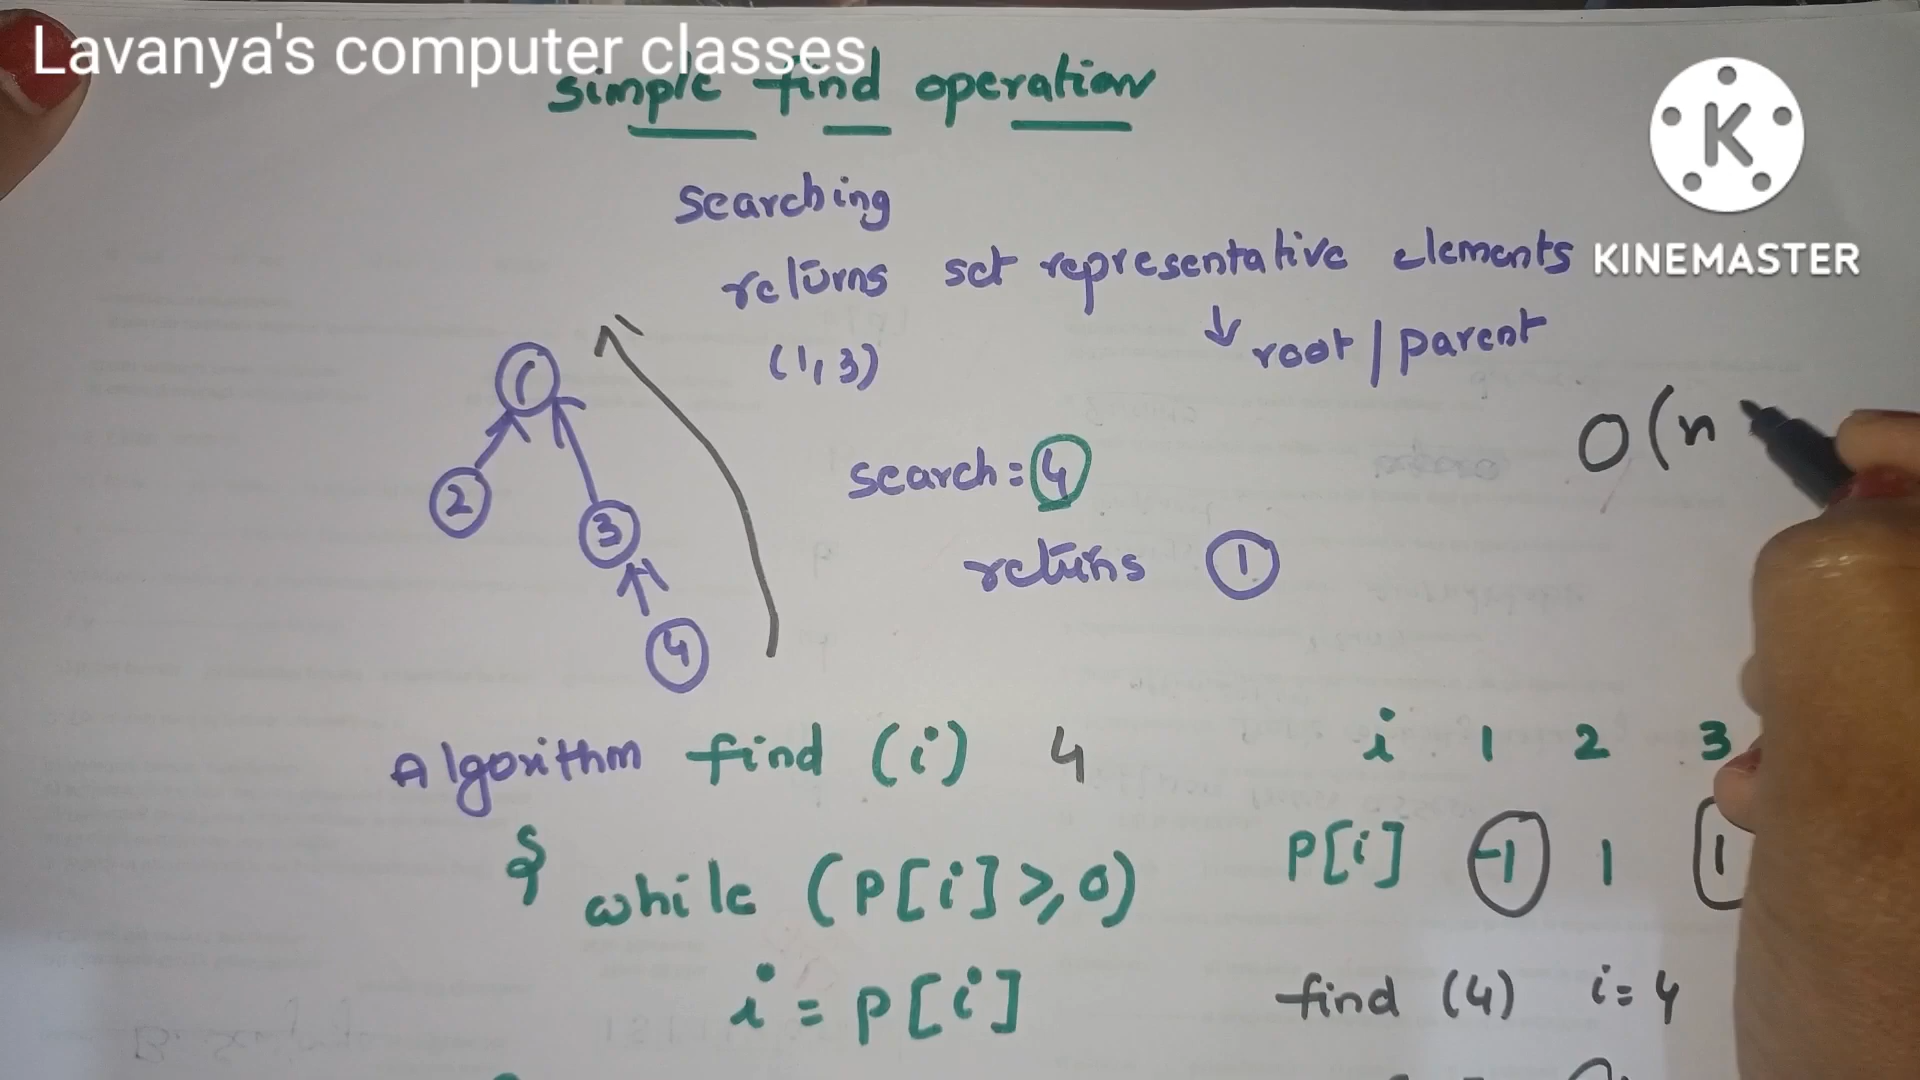 Lavanya's computer classes
simple find operation
K
KINEMASTER
searching
returns set representative elements
↓ root / parent
(1, 3)
O(n
1
search = 4
2
3
returns 1
4
Algorithm find (i) 4
i 1 2 3
P[i] -1 1 1
{
while (P[i] ≥ 0)
i = P[i]
find (4) i = 4